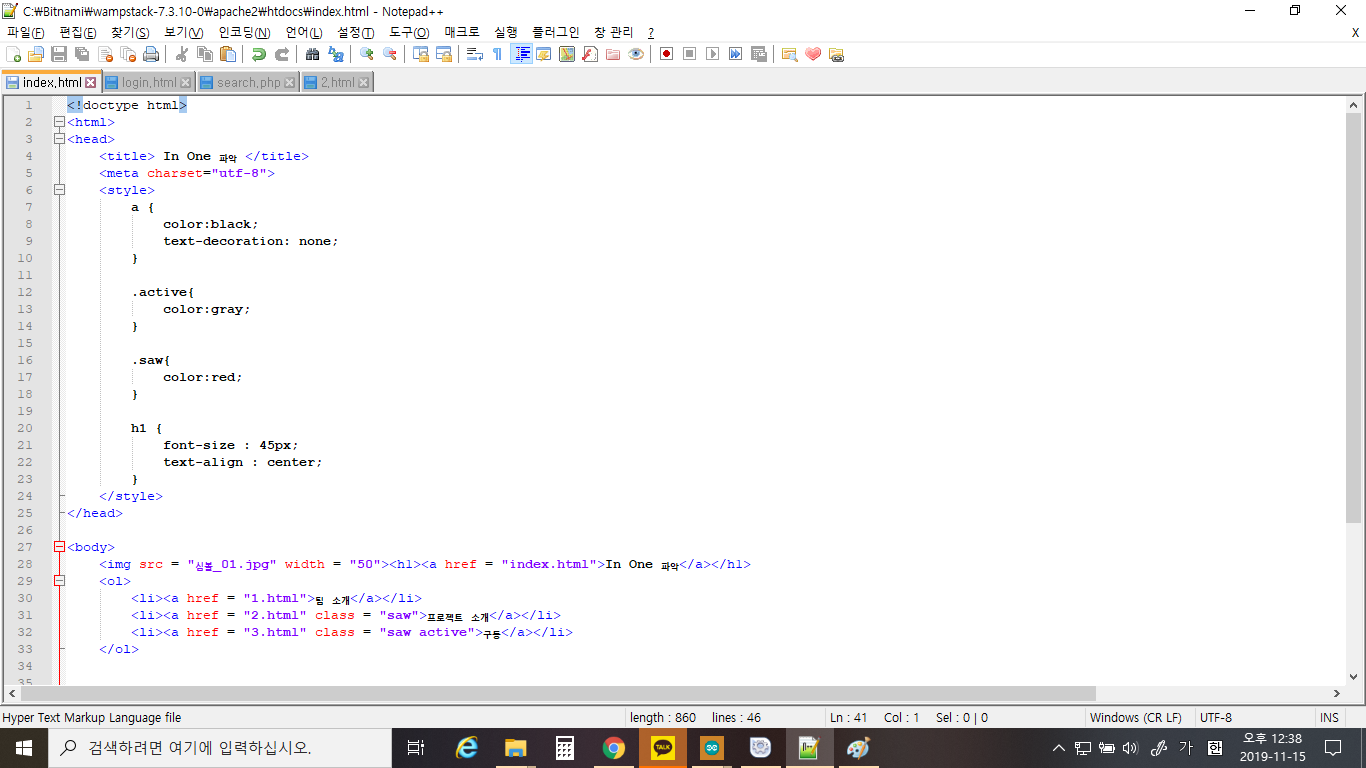 C:₩Bitnami₩wampstack-7.3.10-0₩apache2₩htdocs₩index.html - Notepad++
파일(F) 편집(E) 찾기(S) 보기(V) 인코딩(N) 언어(L) 설정(T) 도구(O) 매크로 실행 플러그인 창 관리 ? X
index.html login.html search.php 2.html
1 <!doctype html>
2 <html>
3 <head>
4 <title> In One 파악 </title>
5 <meta charset="utf-8">
6 <style>
7 a {
8 color:black;
9 text-decoration: none;
10 }
11
12 .active{
13 color:gray;
14 }
15
16 .saw{
17 color:red;
18 }
19
20 h1 {
21 font-size : 45px;
22 text-align : center;
23 }
24 </style>
25 </head>
26
27 <body>
28 <img src = "심볼_01.jpg" width = "50"><h1><a href = "index.html">In One 파악</a></h1>
29 <ol>
30 <li><a href = "1.html">팀 소개</a></li>
31 <li><a href = "2.html" class = "saw">프로젝트 소개</a></li>
32 <li><a href = "3.html" class = "saw active">구동</a></li>
33 </ol>
34
35
Hyper Text Markup Language file length : 860 lines : 46 Ln : 41 Col : 1 Sel : 0 | 0 Windows (CR LF) UTF-8 INS
검색하려면 여기에 입력하십시오. TALK 가 한 오후 12:38
2019-11-15